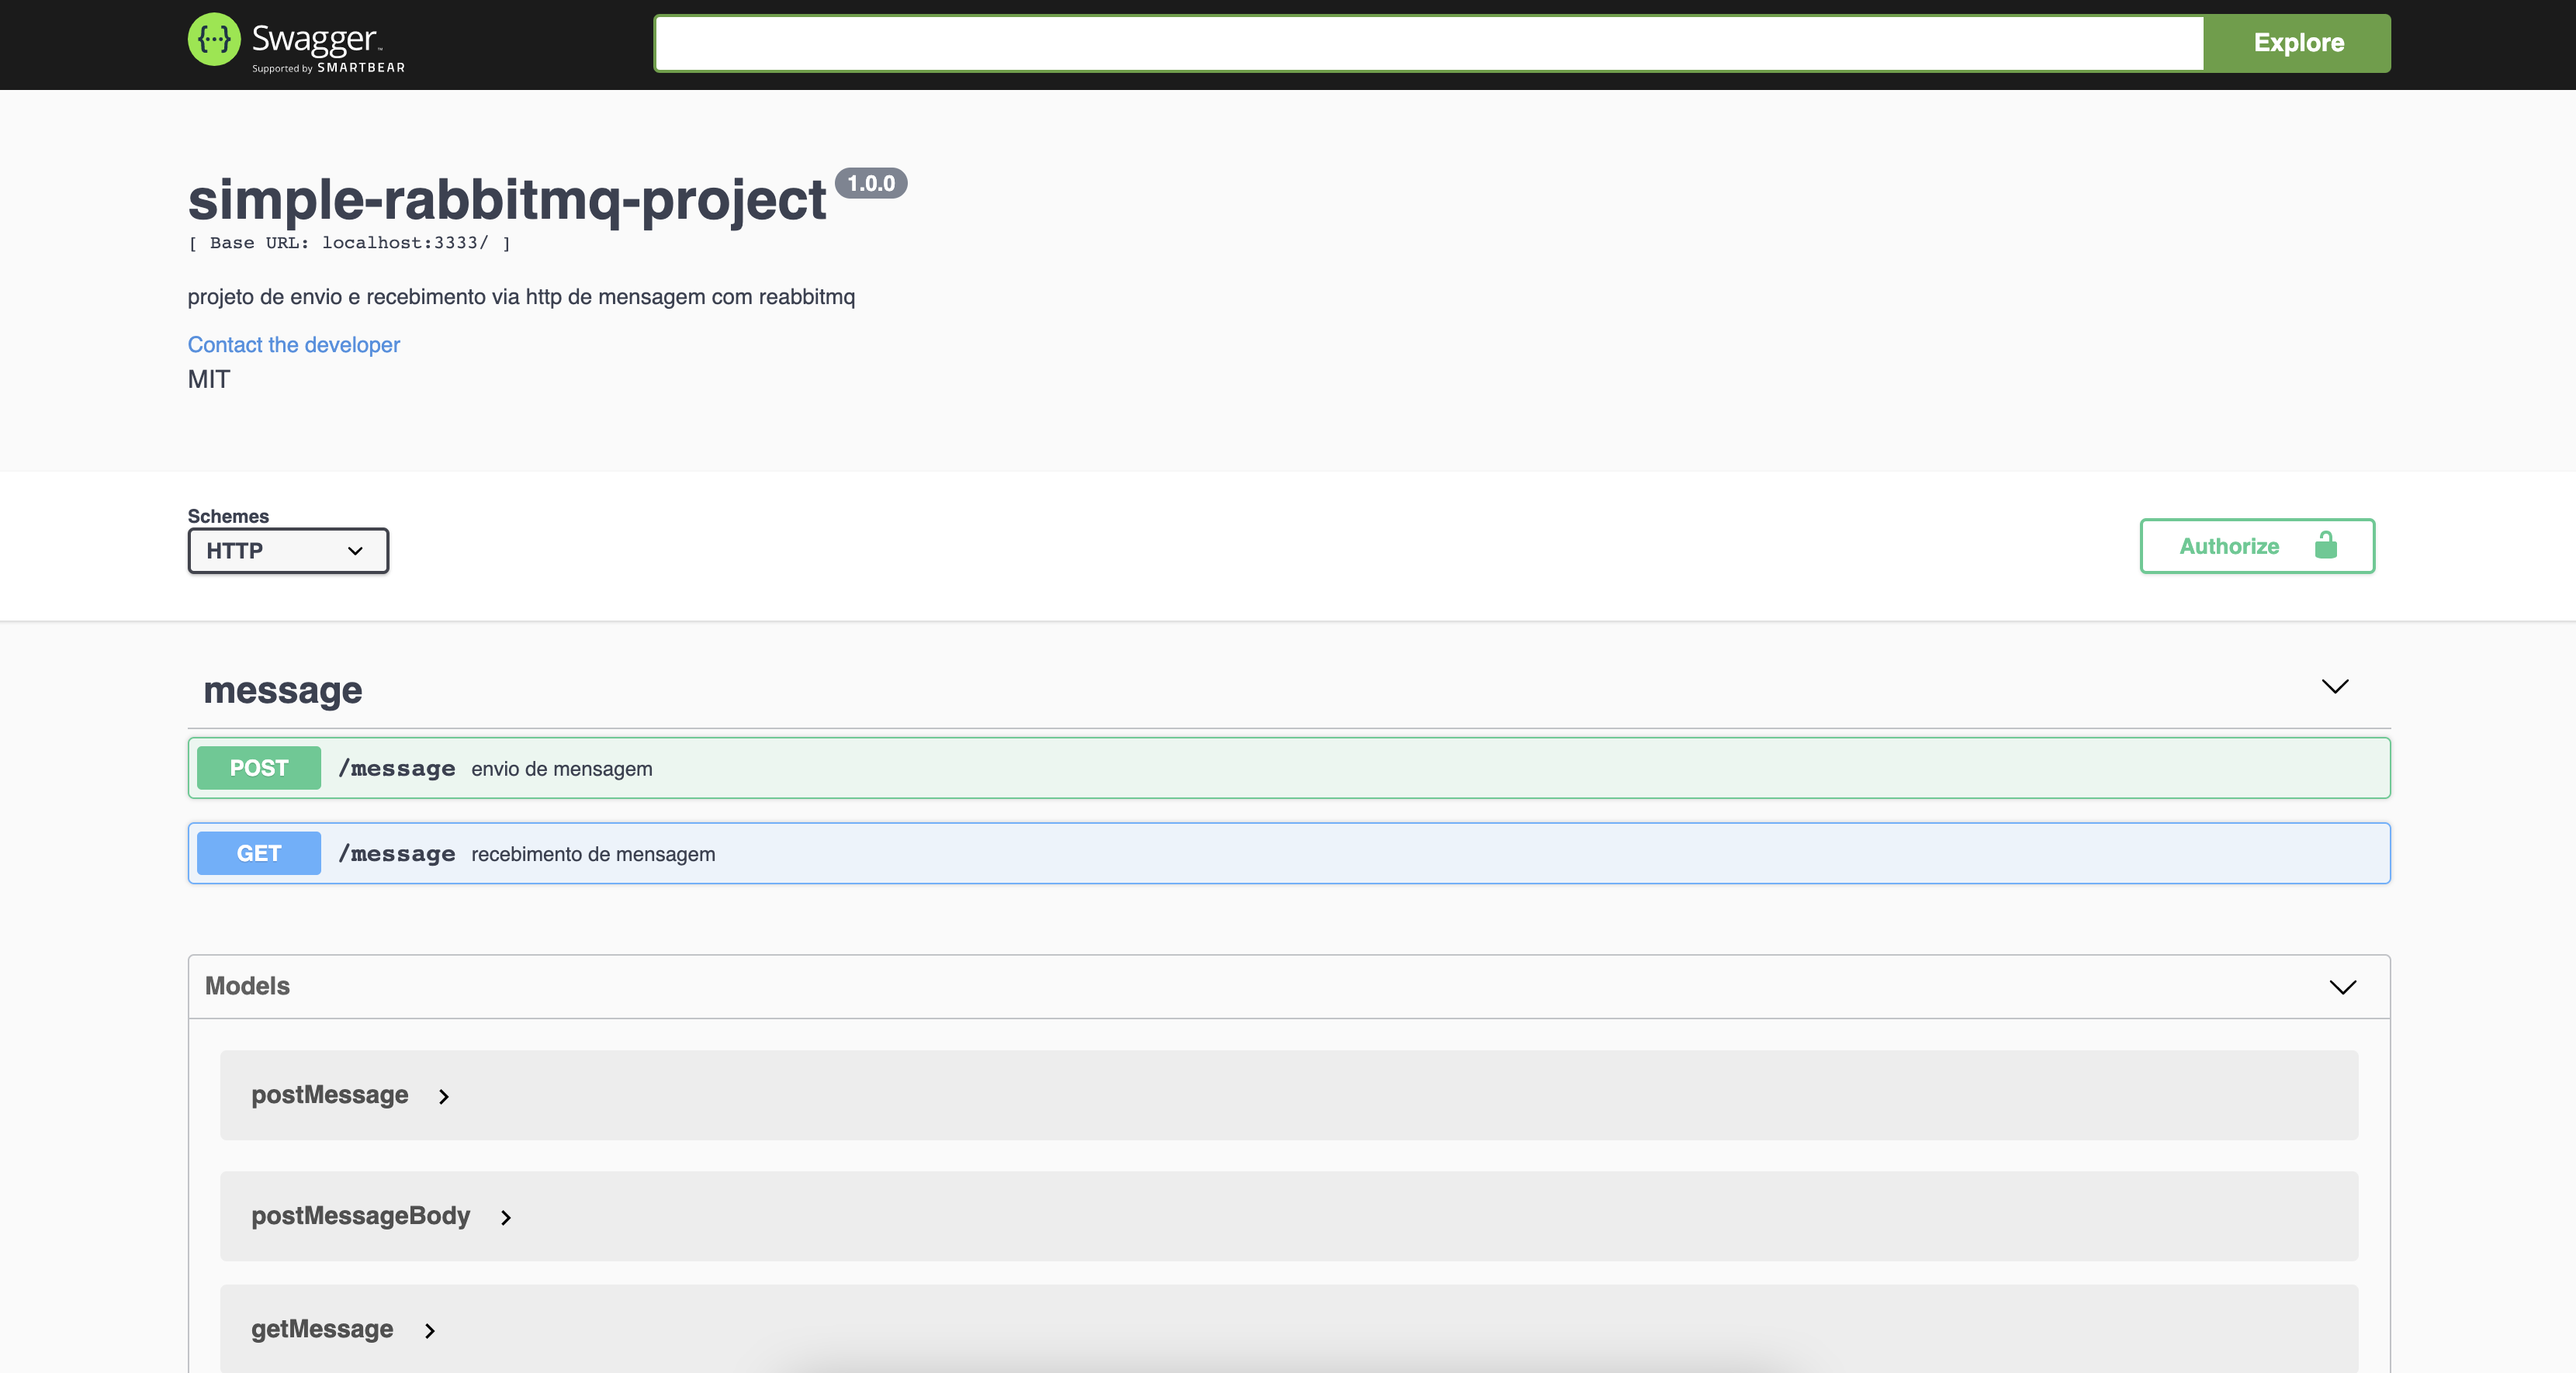 Swagger™
Supported by SMARTBEAR
Explore
simple-rabbitmq-project 1.0.0
[ Base URL: localhost:3333/ ]
projeto de envio e recebimento via http de mensagem com reabbitmq
Contact the developer
MIT
Schemes
HTTP
Authorize
message
POST /message envio de mensagem
GET /message recebimento de mensagem
Models
postMessage
postMessageBody
getMessage